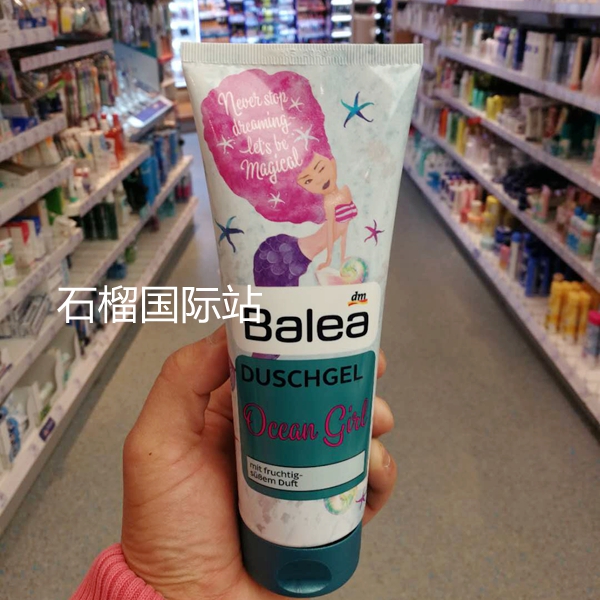 Never stop
dreaming-
let's be
Magical
石榴国际站
dm
Balea
DUSCHGEL
Ocean Girl
mit fruchtig-
süßem Duft